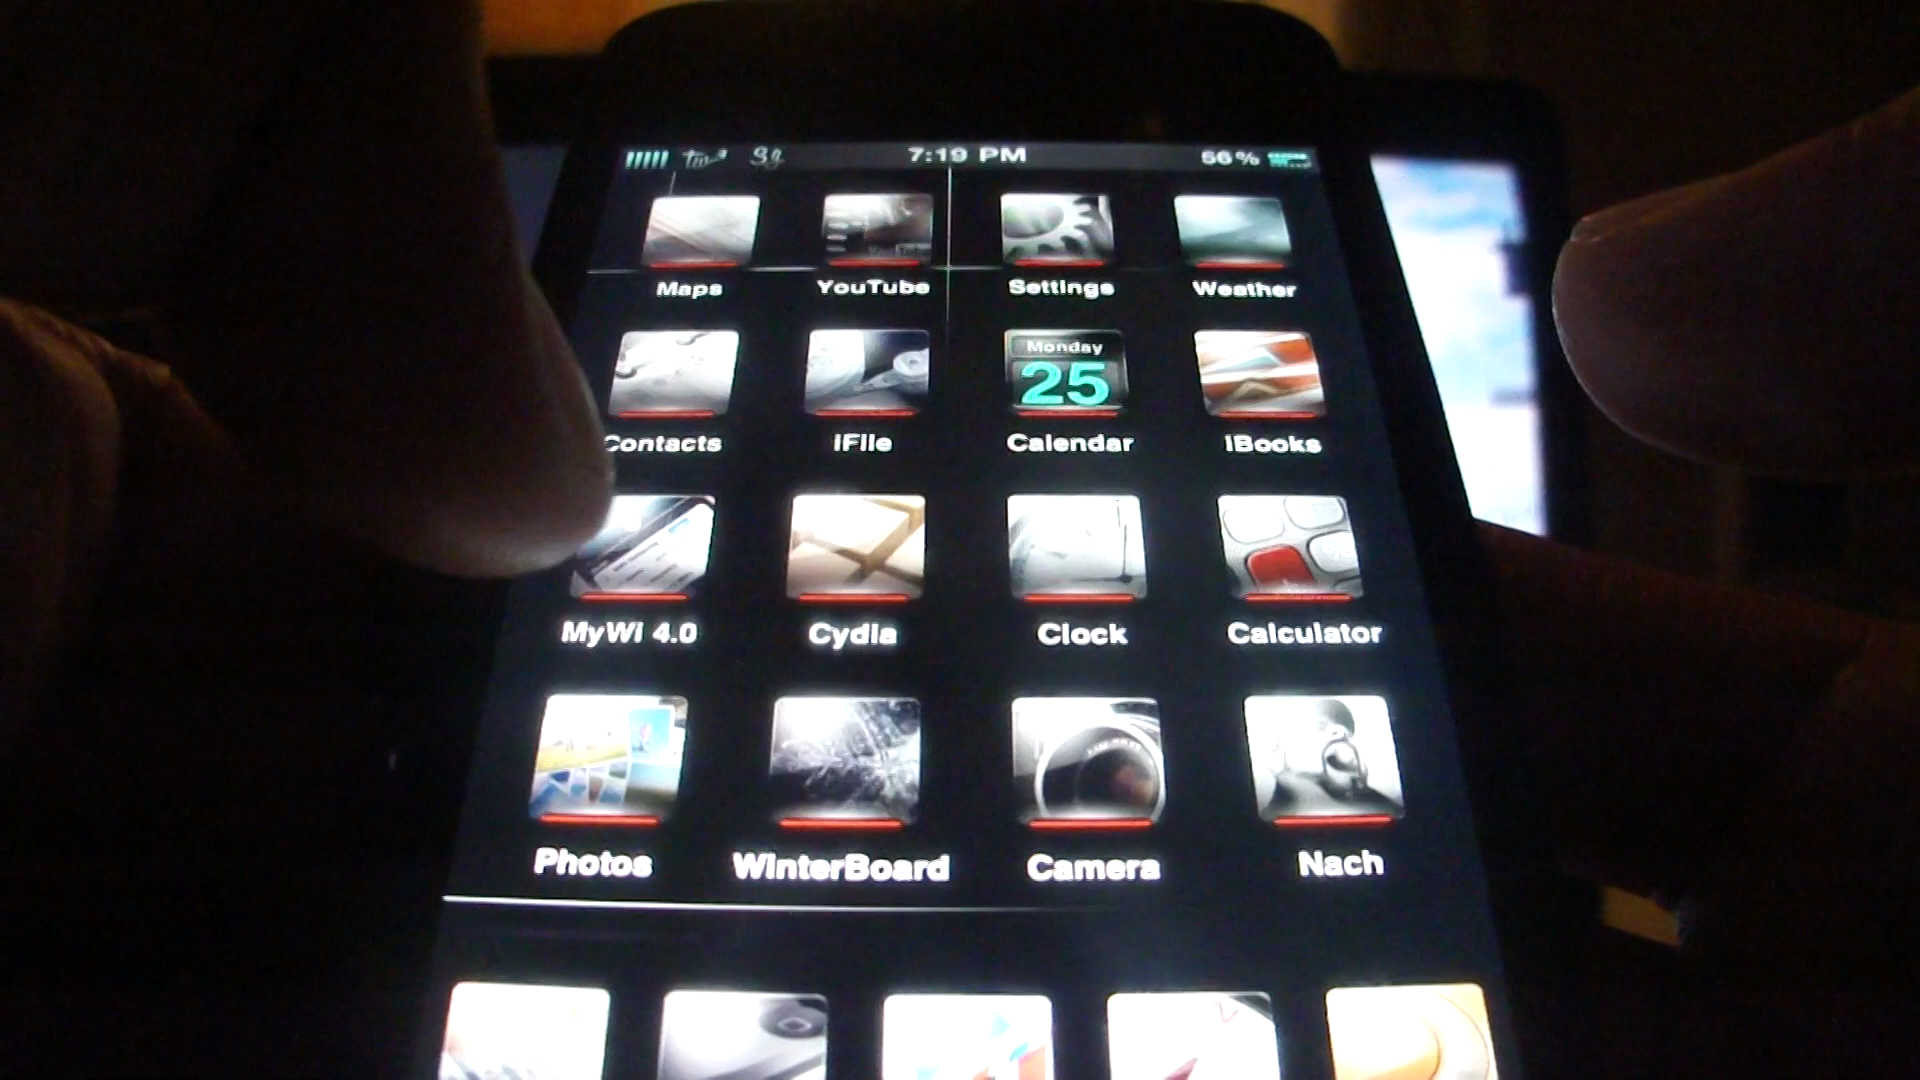 7:19 PM 56%
Maps YouTube Settings Weather
Monday
25
Contacts iFile Calendar iBooks
MyWi 4.0 Cydia Clock Calculator
Photos WinterBoard Camera Nach